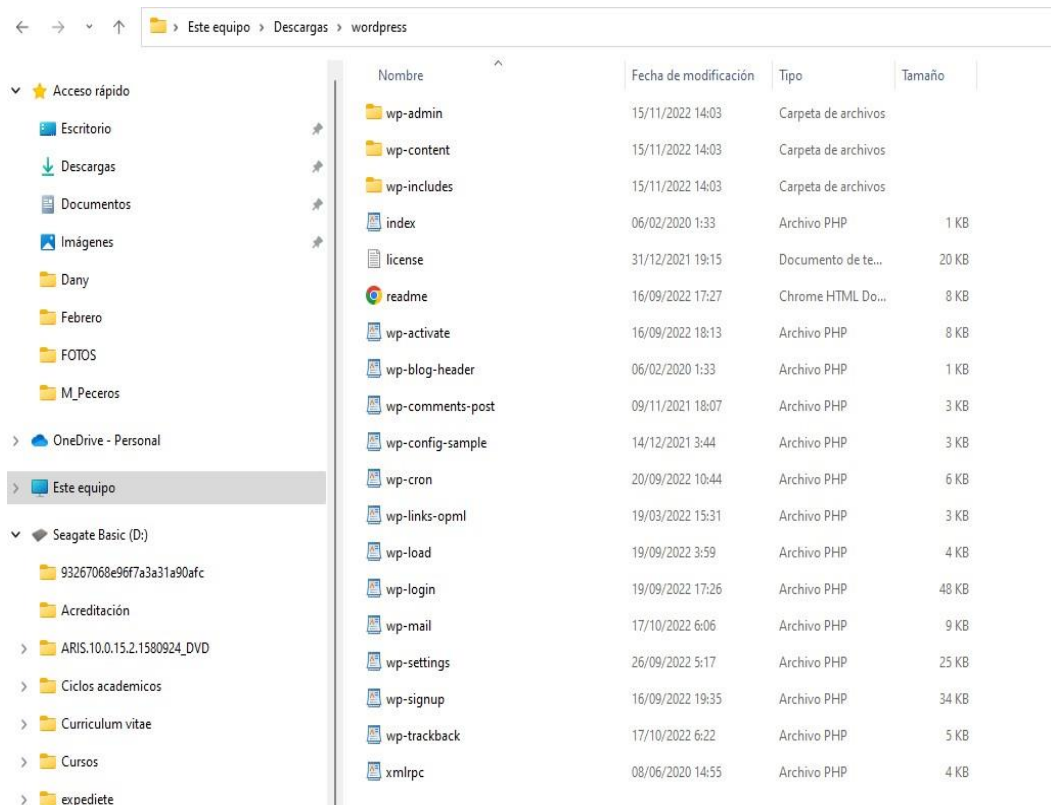 Este equipo > Descargas > wordpress
Acceso rápido
Escritorio
Descargas
Documentos
Imágenes
Dany
Febrero
FOTOS
M_Peceros
OneDrive - Personal
Este equipo
Seagate Basic (D:)
93267068e96f7a3a31a90afc
Acreditación
ARIS.10.0.15.2.1580924_DVD
Ciclos academicos
Curriculum vitae
Cursos
expediete
Nombre Fecha de modificación Tipo Tamaño
wp-admin 15/11/2022 14:03 Carpeta de archivos
wp-content 15/11/2022 14:03 Carpeta de archivos
wp-includes 15/11/2022 14:03 Carpeta de archivos
index 06/02/2020 1:33 Archivo PHP 1 KB
license 31/12/2021 19:15 Documento de te... 20 KB
readme 16/09/2022 17:27 Chrome HTML Do... 8 KB
wp-activate 16/09/2022 18:13 Archivo PHP 8 KB
wp-blog-header 06/02/2020 1:33 Archivo PHP 1 KB
wp-comments-post 09/11/2021 18:07 Archivo PHP 3 KB
wp-config-sample 14/12/2021 3:44 Archivo PHP 3 KB
wp-cron 20/09/2022 10:44 Archivo PHP 6 KB
wp-links-opml 19/03/2022 15:31 Archivo PHP 3 KB
wp-load 19/09/2022 3:59 Archivo PHP 4 KB
wp-login 19/09/2022 17:26 Archivo PHP 48 KB
wp-mail 17/10/2022 6:06 Archivo PHP 9 KB
wp-settings 26/09/2022 5:17 Archivo PHP 25 KB
wp-signup 16/09/2022 19:35 Archivo PHP 34 KB
wp-trackback 17/10/2022 6:22 Archivo PHP 5 KB
xmlrpc 08/06/2020 14:55 Archivo PHP 4 KB